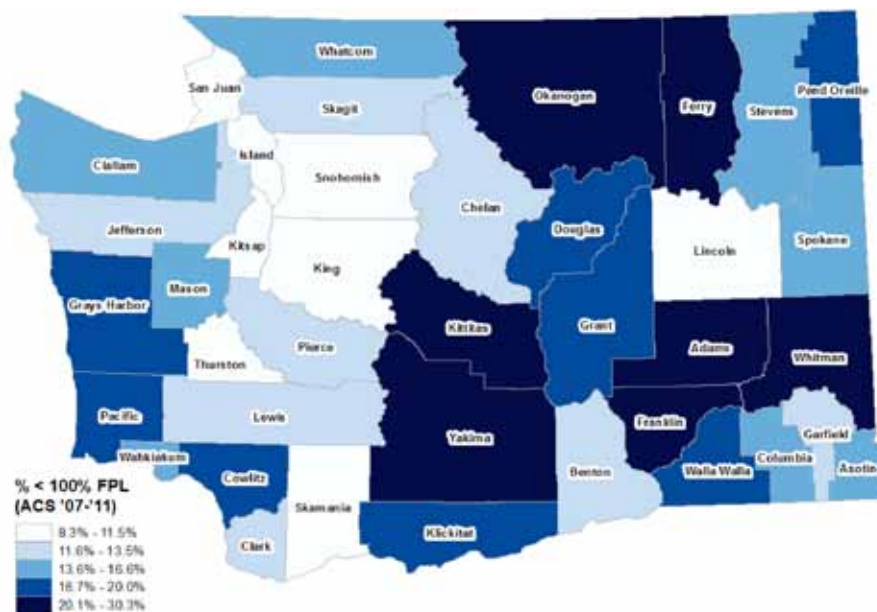 Whatcom
San Juan
Skagit
Okanogan
Ferry
Stevens
Pend Oreille
Clallam
Island
Snohomish
Chelan
Jefferson
Kitsap
King
Douglas
Lincoln
Spokane
Mason
Grays Harbor
Grant
Kittitas
Pierce
Thurston
Adams
Whitman
Pacific
Lewis
Yakima
Franklin
Garfield
Wahkiakum
Cowlitz
Benton
Walla Walla
Columbia
Asotin
Skamania
Klickitat
Clark
% < 100% FPL
(ACS '07-'11)
8.3% - 11.5%
11.6% - 13.5%
13.6% - 16.6%
16.7% - 20.0%
20.1% - 30.3%